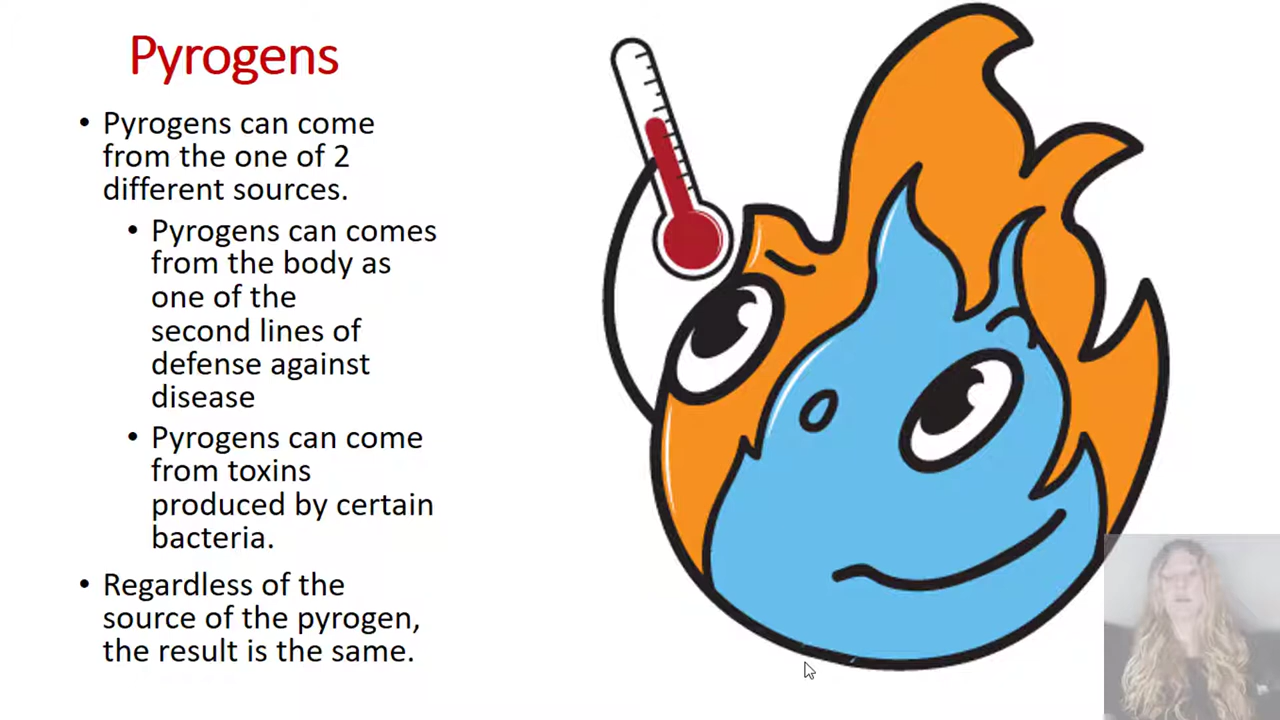 Pyrogens
• Pyrogens can come
from the one of 2
different sources.
• Pyrogens can comes
from the body as
one of the
second lines of
defense against
disease
• Pyrogens can come
from toxins
produced by certain
bacteria.
• Regardless of the
source of the pyrogen,
the result is the same.